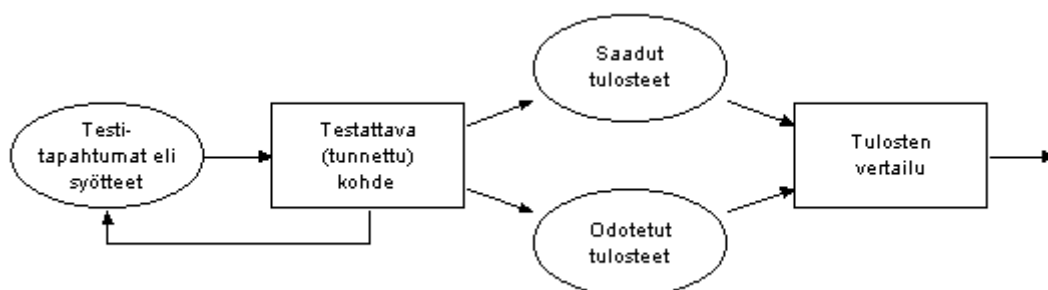 Testi-
tapahtumat eli
syötteet
Testattava
(tunnettu)
kohde
Saadut
tulosteet
Odotetut
tulosteet
Tulosten
vertailu